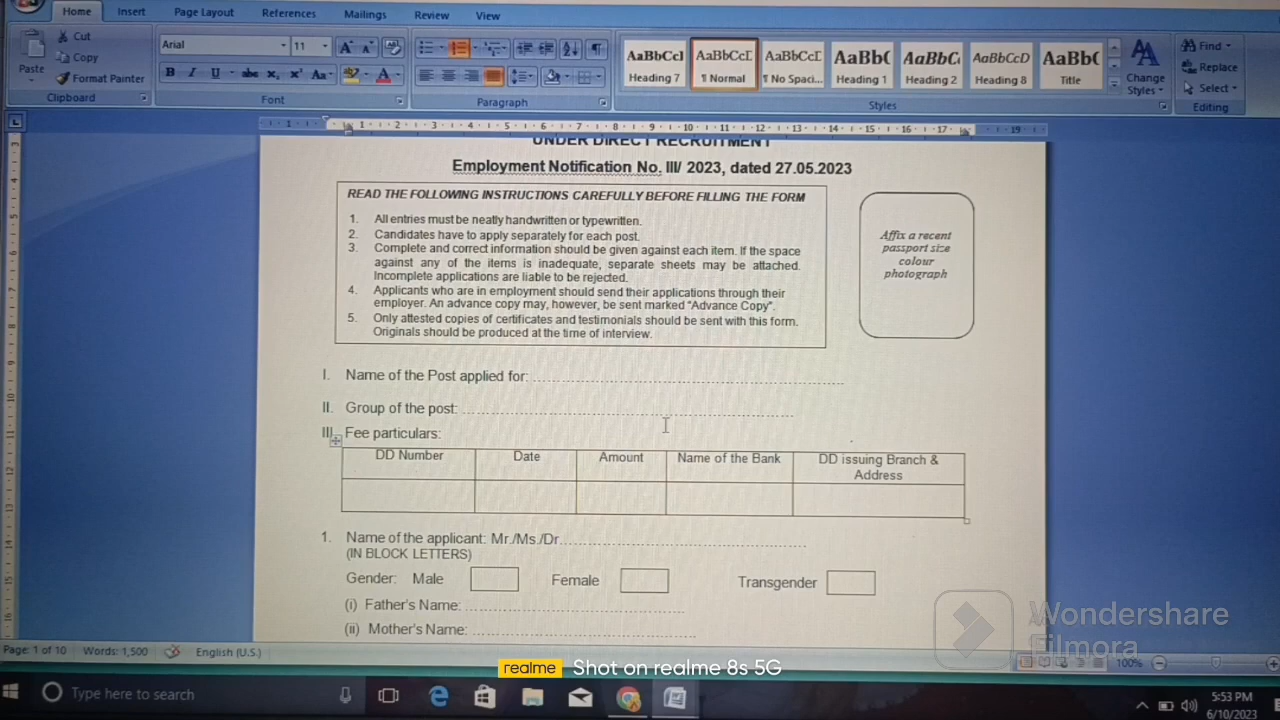 Home Insert Page Layout References Mailings Review View
Cut
Copy
Paste
Format Painter
Clipboard
Arial 11
Font
Paragraph
AaBbCcI AaBbCcD AaBbCcD AaBbC AaBbC AaBbCcD AaBbC
Heading 7 ¶ Normal ¶ No Spaci... Heading 1 Heading 2 Heading 8 Title
Change Styles
Styles
Find
Replace
Select
Editing
UNDER DIRECT RECRUITMENT
Employment Notification No. III/ 2023, dated 27.05.2023
READ THE FOLLOWING INSTRUCTIONS CAREFULLY BEFORE FILLING THE FORM
1. All entries must be neatly handwritten or typewritten.
2. Candidates have to apply separately for each post.
3. Complete and correct information should be given against each item. If the space
against any of the items is inadequate, separate sheets may be attached.
Incomplete applications are liable to be rejected.
4. Applicants who are in employment should send their applications through their
employer. An advance copy may, however, be sent marked "Advance Copy".
5. Only attested copies of certificates and testimonials should be sent with this form.
Originals should be produced at the time of interview.
Affix a recent
passport size
colour
photograph
I. Name of the Post applied for:
II. Group of the post:
III. Fee particulars:
DD Number Date Amount Name of the Bank DD issuing Branch &
Address
1. Name of the applicant: Mr./Ms./Dr.
(IN BLOCK LETTERS)
Gender: Male Female Transgender
(i) Father's Name:
(ii) Mother's Name:
Wondershare
Filmora
Page: 1 of 10 Words: 1,500 English (U.S.) 100%
realme Shot on realme 8s 5G
Type here to search
5:53 PM
6/10/2023